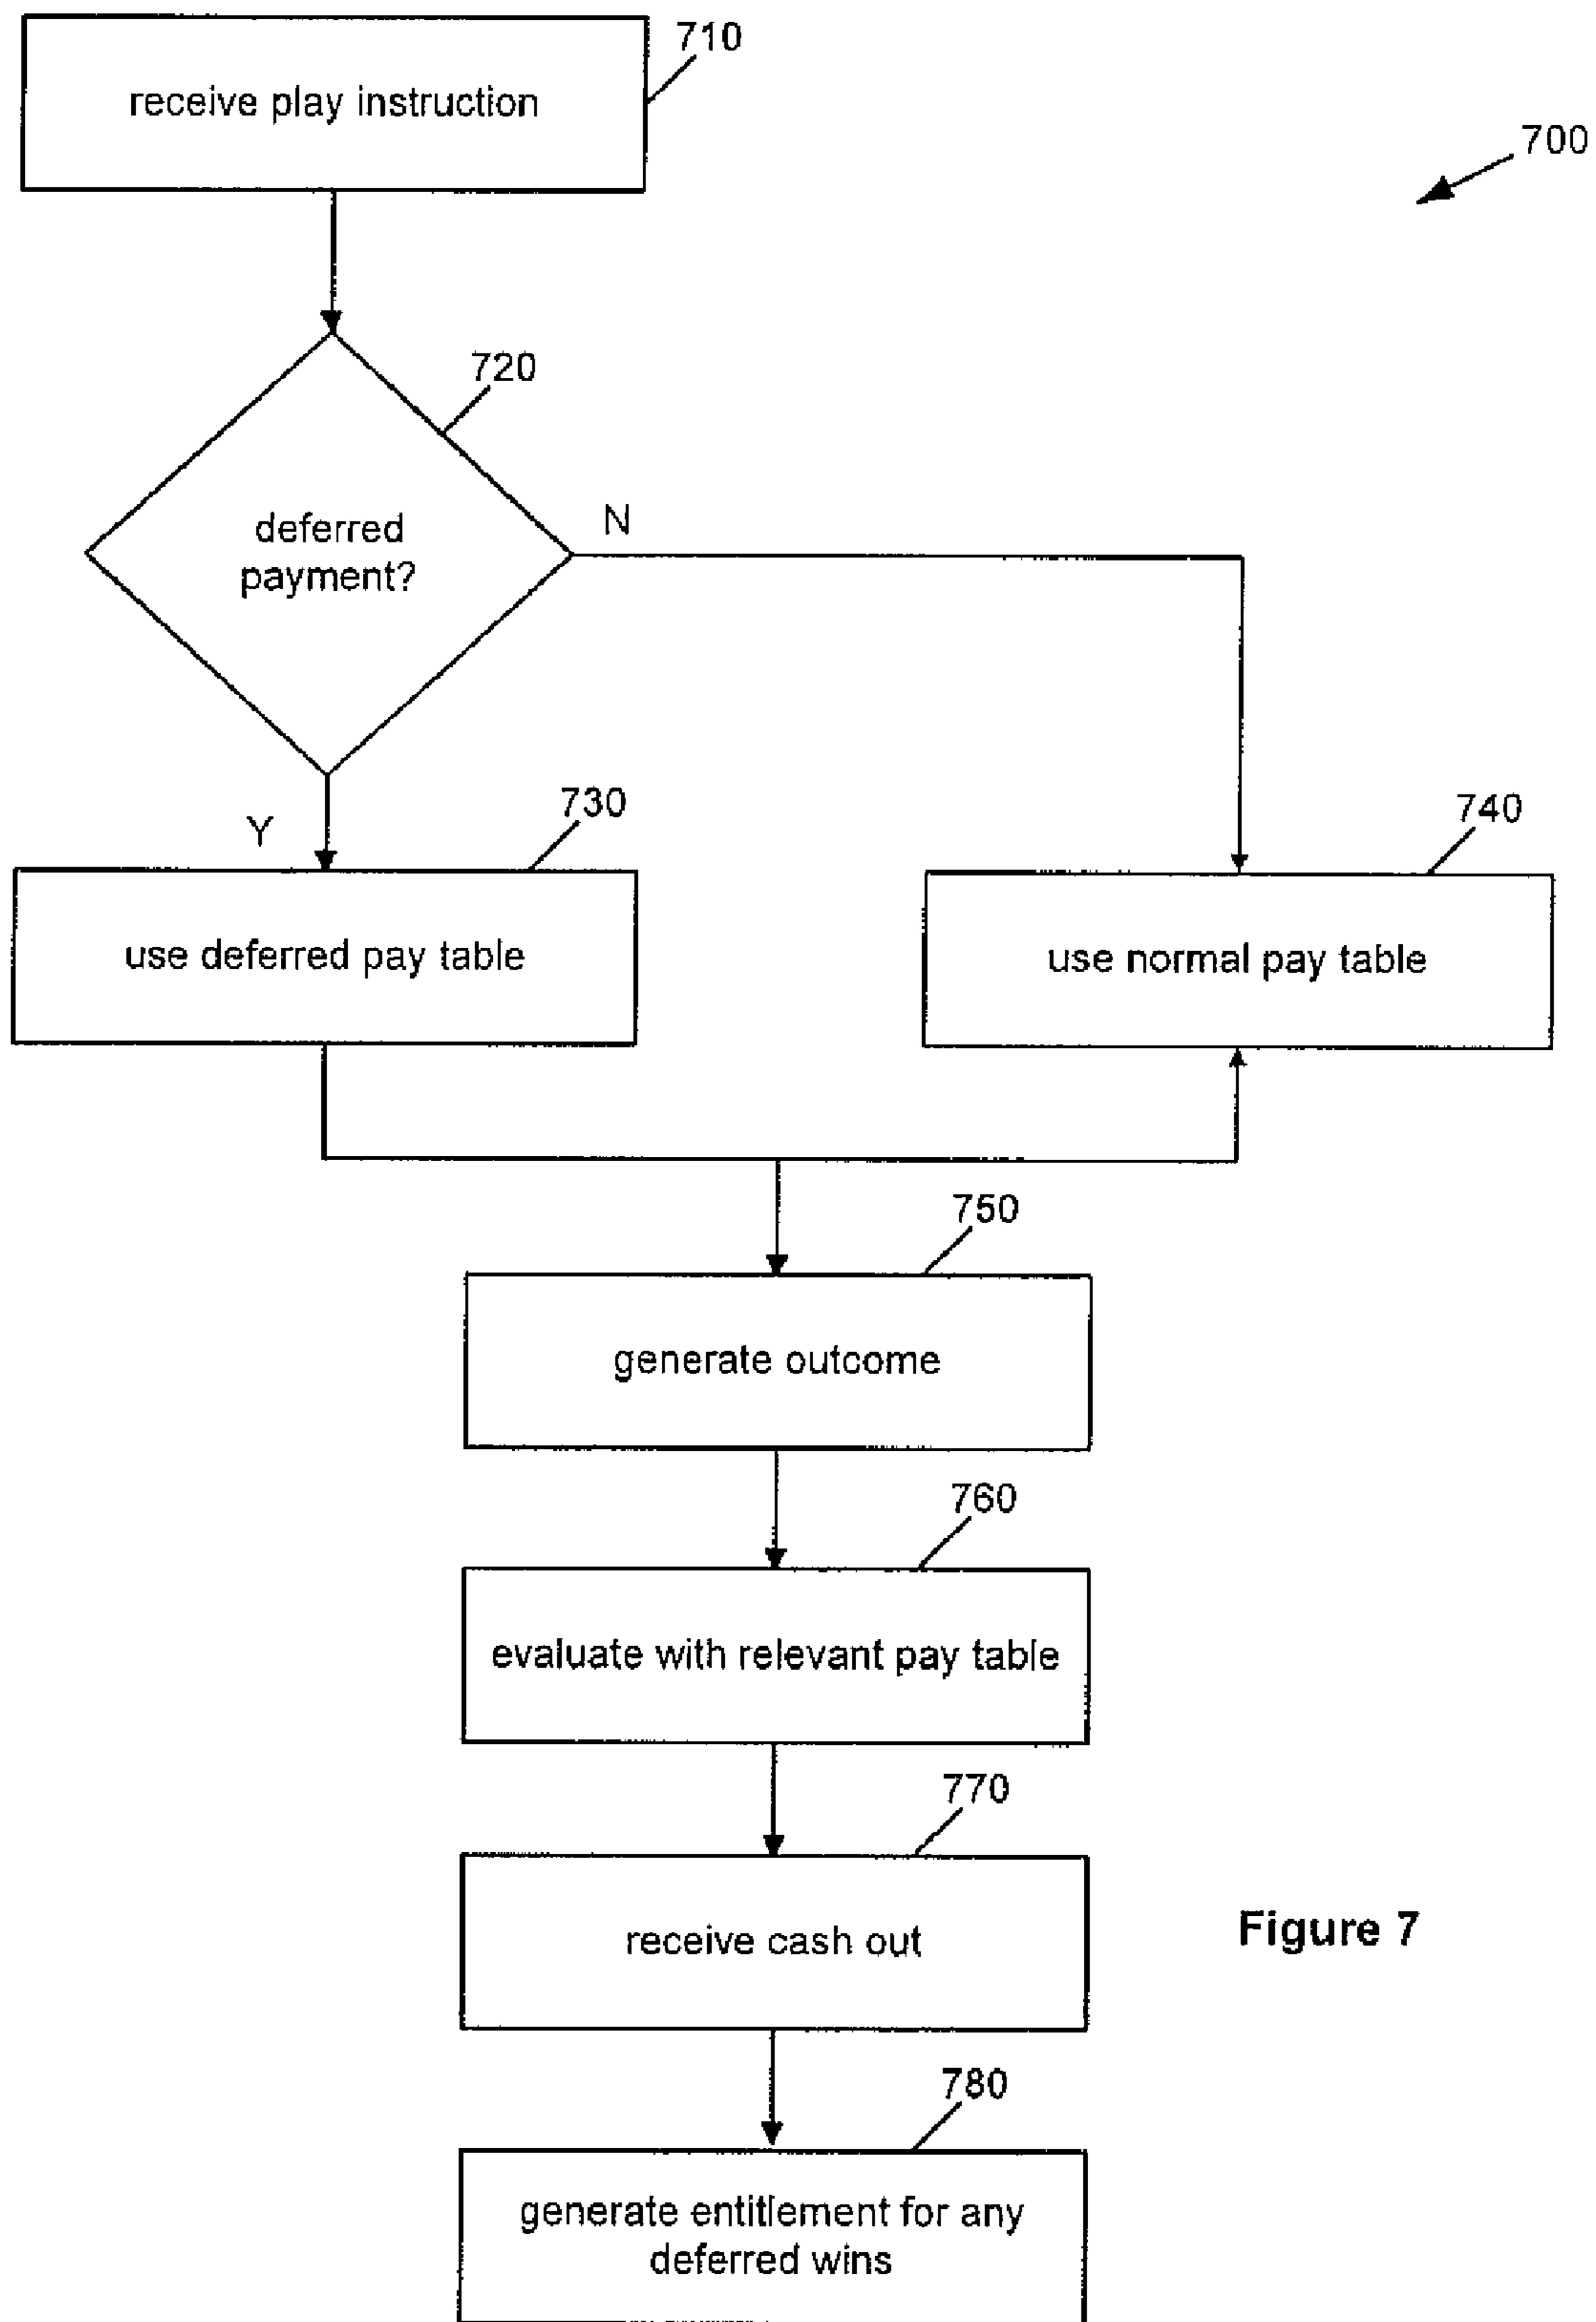 710
receive play instruction
700
720
deferred
payment?
N
Y
730
740
use deferred pay table
use normal pay table
750
generate outcome
760
evaluate with relevant pay table
770
receive cash out
Figure 7
780
generate entitlement for any
deferred wins